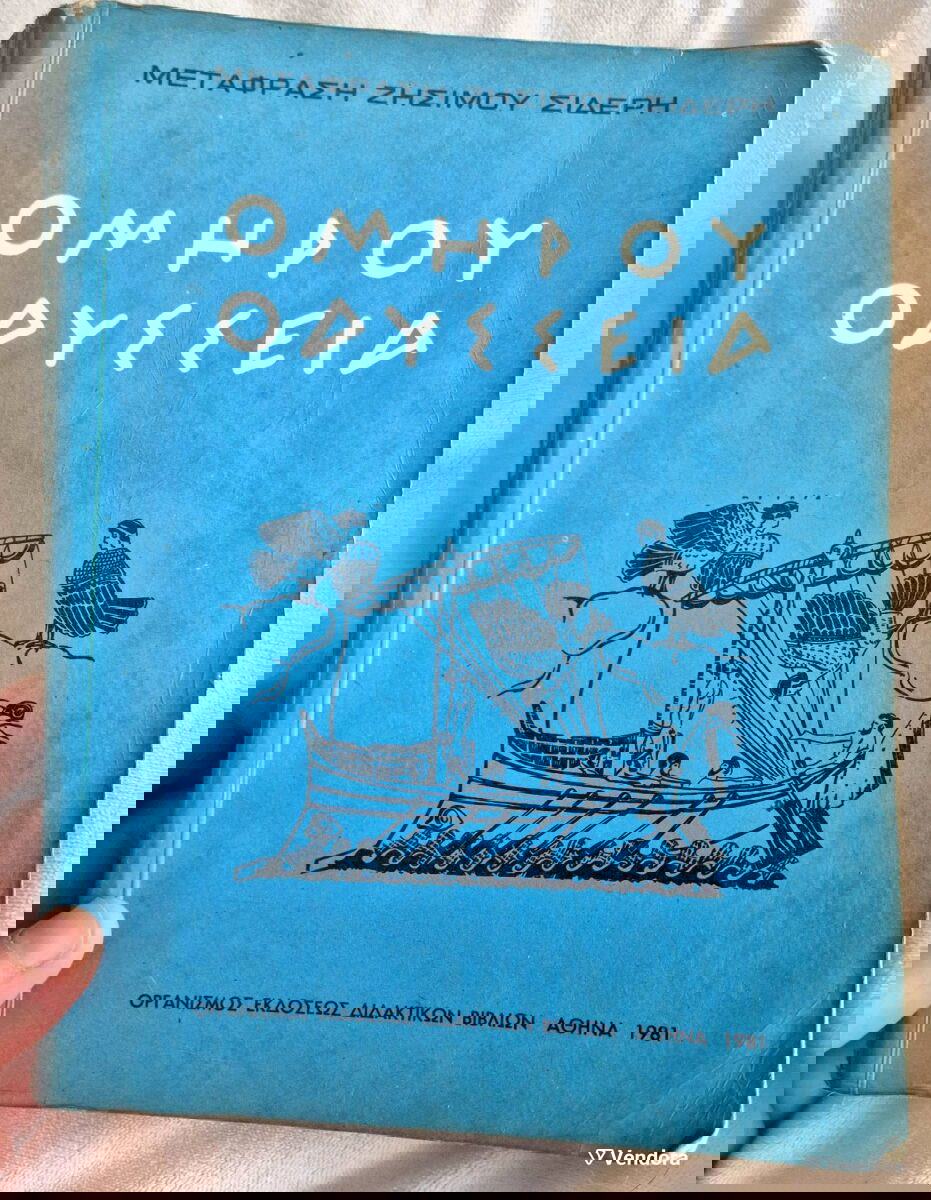 ΜΕΤΑΦΡΑΣΗ ΖΗΣΙΜΟΥ ΣΙΔΕΡΗ
ΟΜΗΡΟΥ
ΟΔΥΣΣΕΙΑ
ΟΡΓΑΝΙΣΜΟΣ ΕΚΔΟΣΕΩΣ ΔΙΔΑΚΤΙΚΩΝ ΒΙΒΛΙΩΝ ΑΘΗΝΑ 1981
Vendora